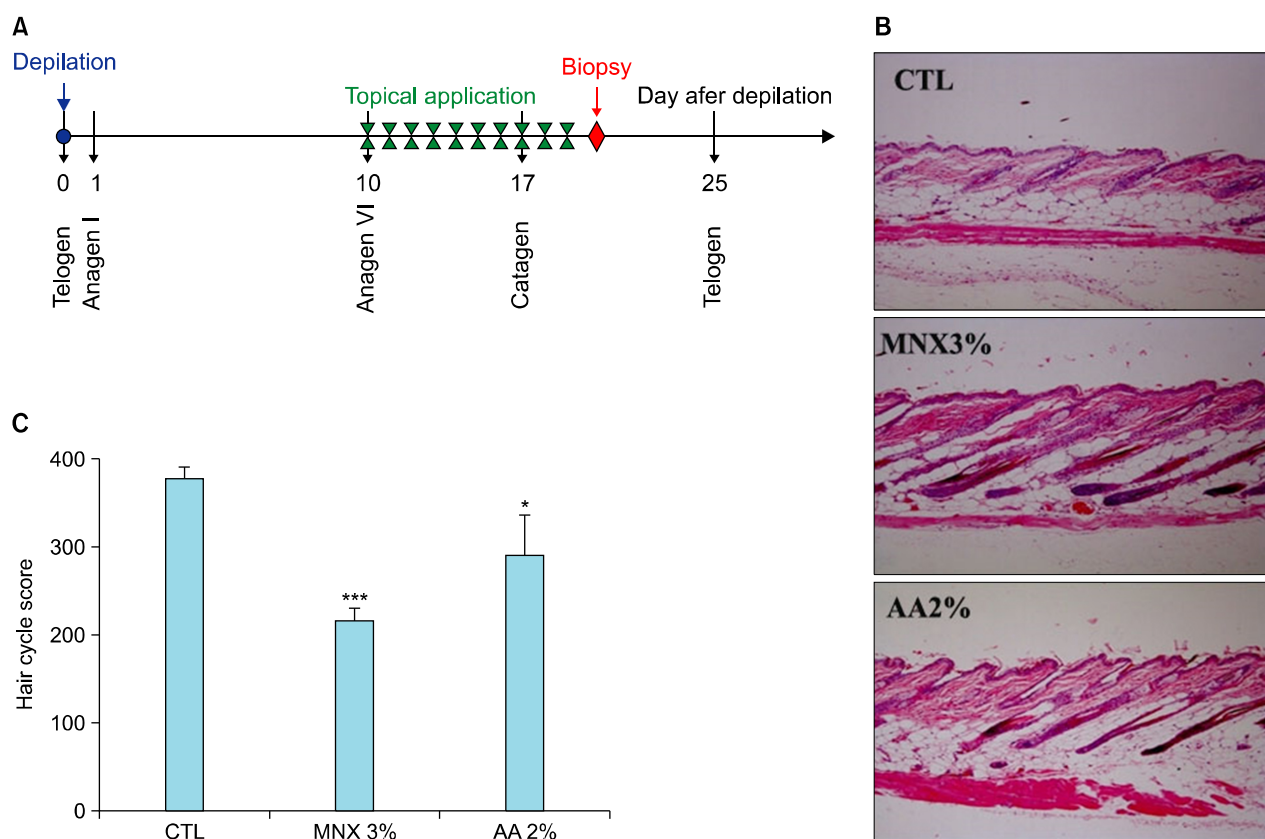 A
Depilation
Biopsy
Topical application
Day afer depilation
0
1
10
17
25
Telogen
Anagen I
Anagen VI
Catagen
Telogen
B
CTL
MNX3%
AA2%
C
Hair cycle score
400
300
200
100
0
***
*
CTL
MNX 3%
AA 2%